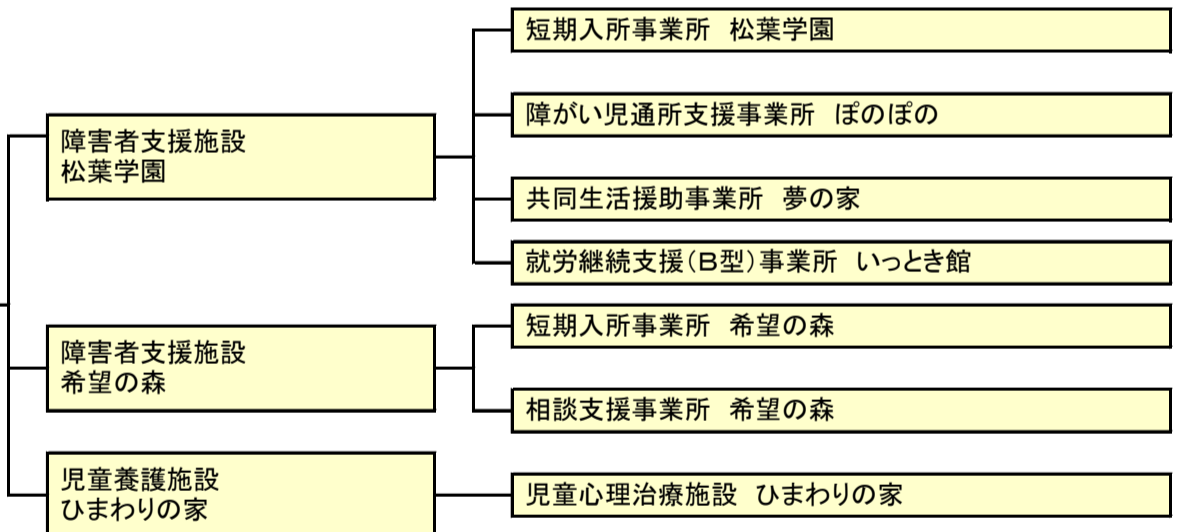 短期入所事業所　松葉学園
障がい児通所支援事業所　ぽのぽの
障害者支援施設
松葉学園
共同生活援助事業所　夢の家
就労継続支援（Ｂ型）事業所　いっとき館
短期入所事業所　希望の森
障害者支援施設
希望の森
相談支援事業所　希望の森
児童養護施設
ひまわりの家
児童心理治療施設　ひまわりの家